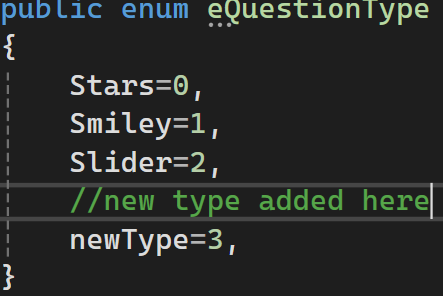 public enum eQuestionType
{
Stars=0,
Smiley=1,
Slider=2,
//new type added here
newType=3,
}